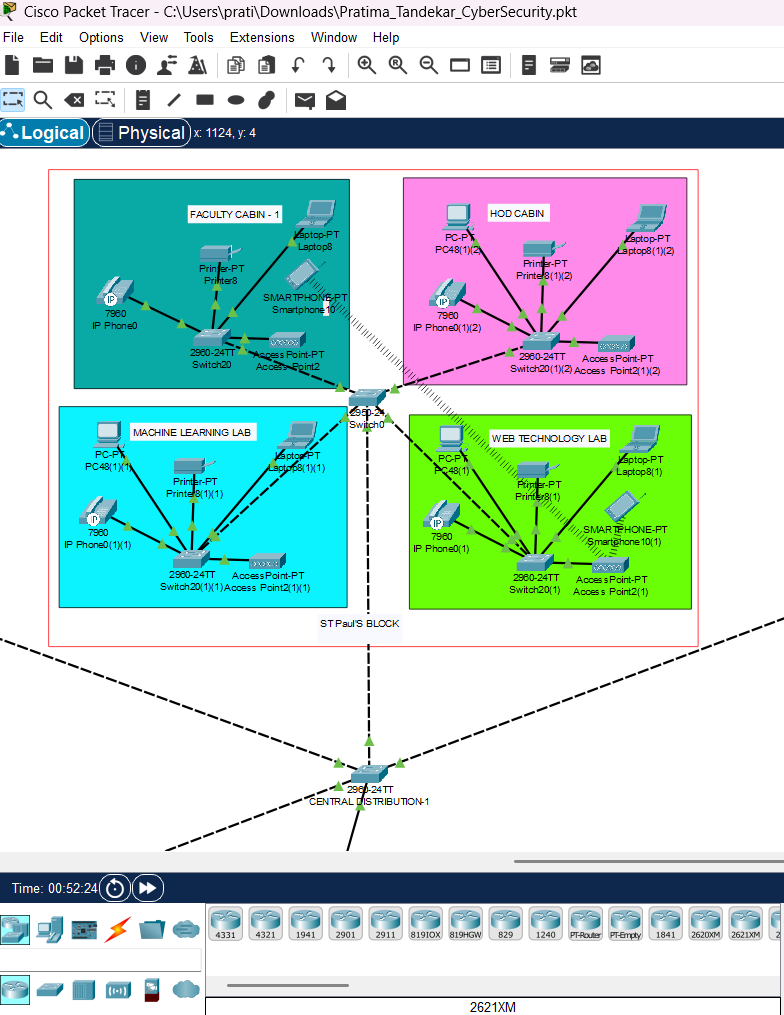 Cisco Packet Tracer - C:\Users\prati\Downloads\Pratima_Tandekar_CyberSecurity.pkt
File Edit Options View Tools Extensions Window Help
Logical Physical x: 1124, y: 4
FACULTY CABIN - 1
Laptop-PT
Laptop8
Printer-PT
Printer8
SMARTPHONE-PT
Smartphone10
IP
7960
IP Phone0
2960-24TT
Switch20
AccessPoint-PT
Access Point2
HOD CABIN
PC-PT
PC48(1)(2)
Laptop-PT
Laptop8(1)(2)
Printer-PT
Printer8(1)(2)
IP
7960
IP Phone0(1)(2)
2960-24TT
Switch20(1)(2)
AccessPoint-PT
Access Point2(1)(2)
2960-24
Switch0
MACHINE LEARNING LAB
PC-PT
PC48(1)(1)
Laptop-PT
Laptop8(1)(1)
Printer-PT
Printer8(1)(1)
IP
7960
IP Phone0(1)(1)
2960-24TT
Switch20(1)(1)
AccessPoint-PT
Access Point2(1)(1)
WEB TECHNOLOGY LAB
PC-PT
PC48(1)
Laptop-PT
Laptop8(1)
Printer-PT
Printer8(1)
SMARTPHONE-PT
Smartphone10(1)
IP
7960
IP Phone0(1)
2960-24TT
Switch20(1)
AccessPoint-PT
Access Point2(1)
ST Paul'S BLOCK
2960-24TT
CENTRAL DISTRIBUTION-1
Time: 00:52:24
4331 4321 1941 2901 2911 819IOX 819HGW 829 1240 PT-Router PT-Empty 1841 2620XM 2621XM
2621XM